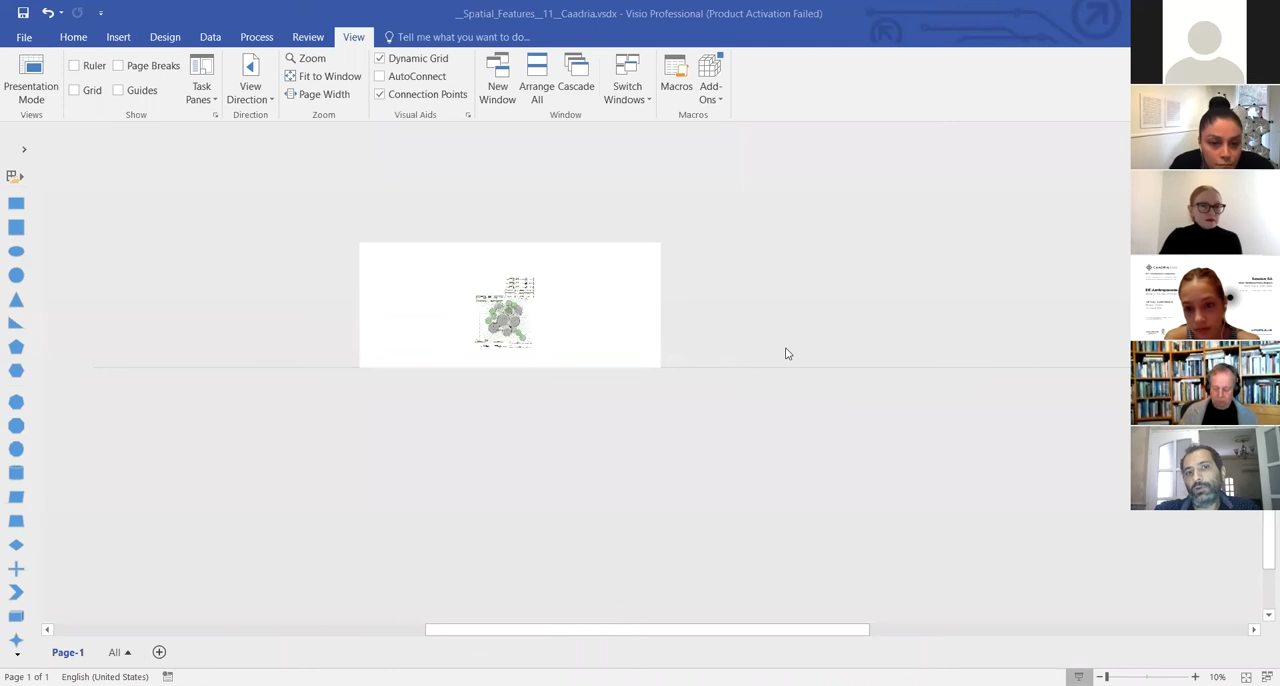 __Spatial_Features__11__Caadria.vsdx - Visio Professional (Product Activation Failed)
File Home Insert Design Data Process Review View Tell me what you want to do...
Presentation Mode
Ruler Page Breaks
Grid Guides
Task Panes
View Direction
Zoom
Fit to Window
Page Width
Dynamic Grid
AutoConnect
Connection Points
New Window
Arrange All
Cascade
Switch Windows
Macros
Add-Ons
Views Show Direction Zoom Visual Aids Window Macros
Page-1 All
Page 1 of 1 English (United States) 10%